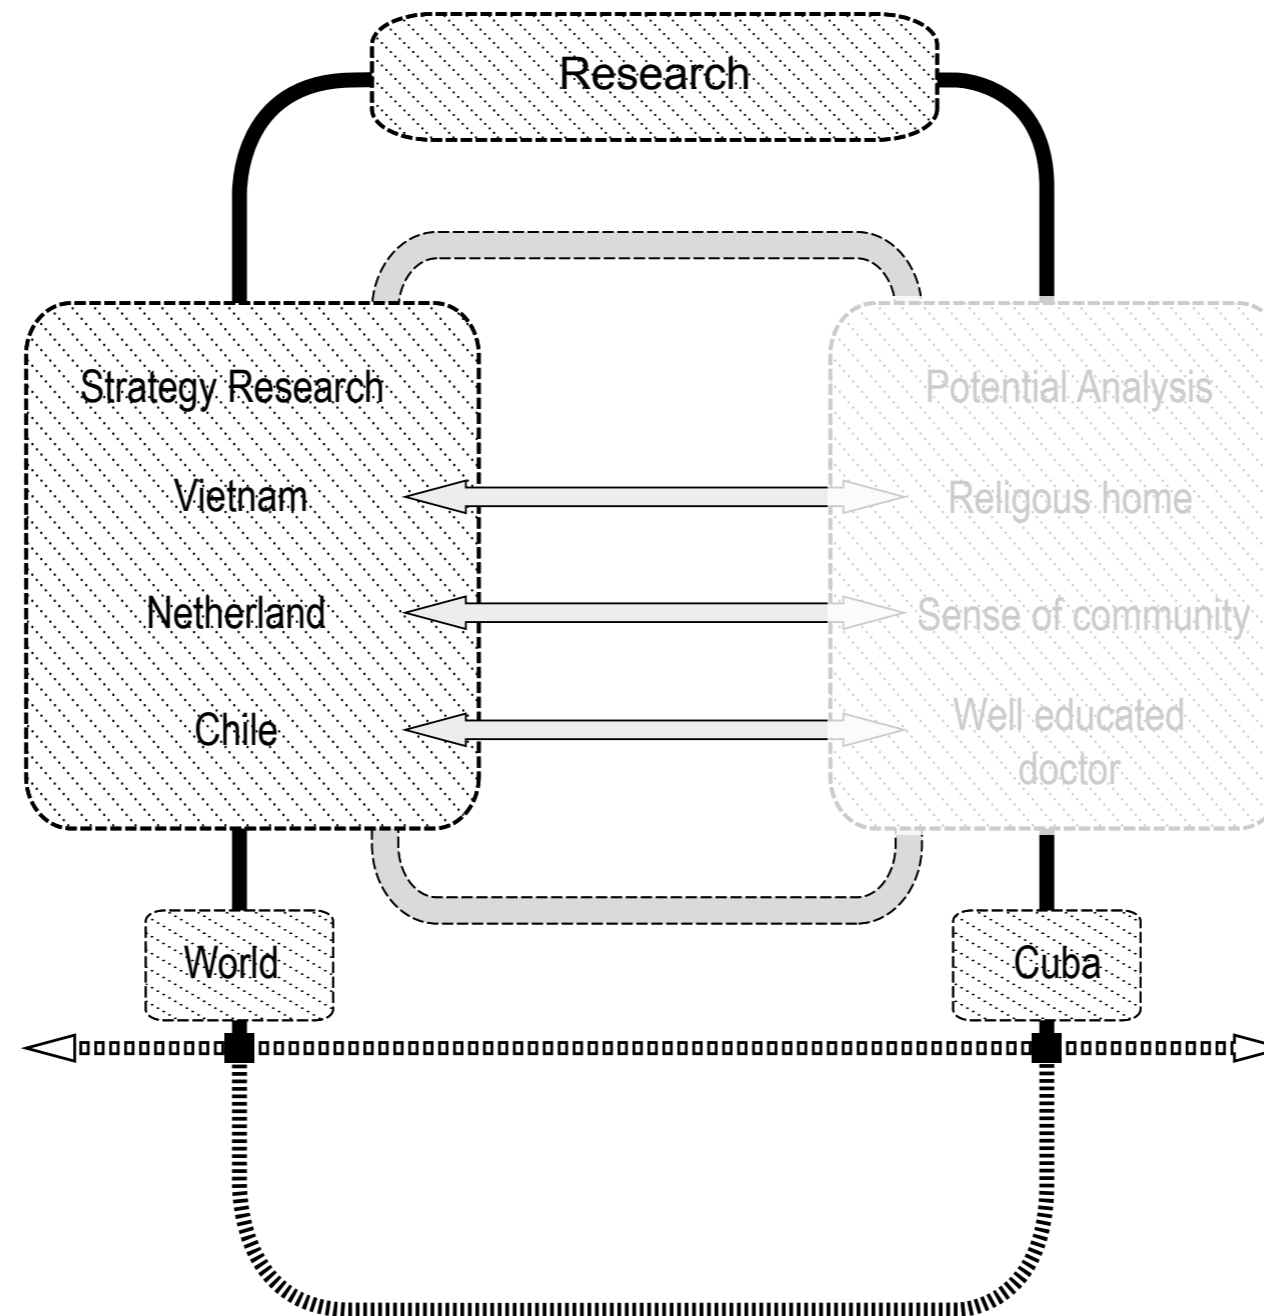 Research
Strategy Research
Vietnam
Netherland
Chile
Potential Analysis
Religous home
Sense of community
Well educated
doctor
World
Cuba